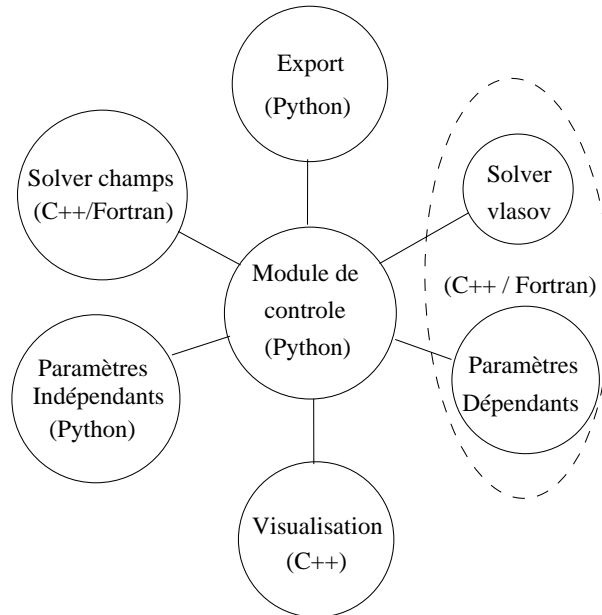 Export
(Python)
Solver champs
(C++/Fortran)
Solver
vlasov
Module de
controle
(Python)
(C++ / Fortran)
Paramètres
Indépendants
(Python)
Paramètres
Dépendants
Visualisation
(C++)